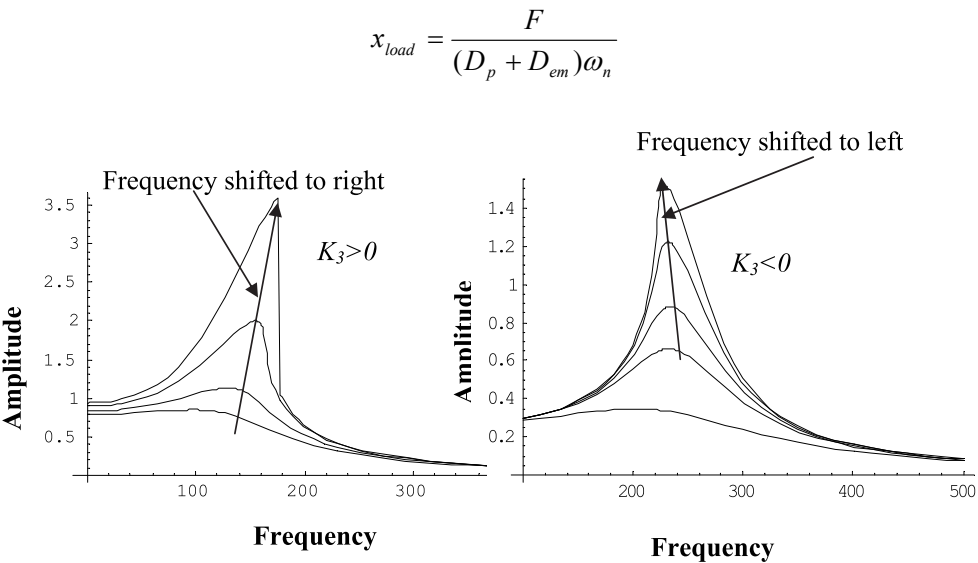 x_load = F / ((D_p + D_em)ω_n)
Frequency shifted to right
K_3>0
3.5
3
2.5
2
1.5
1
0.5
100
200
300
Amplitude
Frequency
Frequency shifted to left
K_3<0
1.4
1.2
1
0.8
0.6
0.4
0.2
200
300
400
500
Amplitude
Frequency